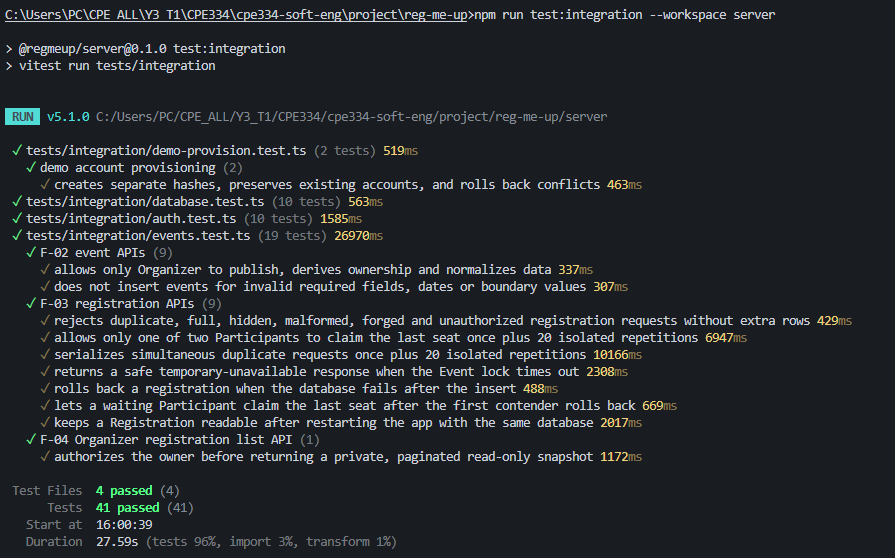 C:\Users\PC\CPE_ALL\Y3_T1\CPE334\cpe334-soft-eng\project\reg-me-up>npm run test:integration --workspace server
> @regmeup/server@0.1.0 test:integration
> vitest run tests/integration
RUN v5.1.0 C:/Users/PC/CPE_ALL/Y3_T1/CPE334/cpe334-soft-eng/project/reg-me-up/server
✓ tests/integration/demo-provision.test.ts (2 tests) 519ms
✓ demo account provisioning (2)
✓ creates separate hashes, preserves existing accounts, and rolls back conflicts 463ms
✓ tests/integration/database.test.ts (10 tests) 563ms
✓ tests/integration/auth.test.ts (10 tests) 1585ms
✓ tests/integration/events.test.ts (19 tests) 26970ms
✓ F-02 event APIs (9)
✓ allows only Organizer to publish, derives ownership and normalizes data 337ms
✓ does not insert events for invalid required fields, dates or boundary values 307ms
✓ F-03 registration APIs (9)
✓ rejects duplicate, full, hidden, malformed, forged and unauthorized registration requests without extra rows 429ms
✓ allows only one of two Participants to claim the last seat once plus 20 isolated repetitions 6947ms
✓ serializes simultaneous duplicate requests once plus 20 isolated repetitions 10166ms
✓ returns a safe temporary-unavailable response when the Event lock times out 2308ms
✓ rolls back a registration when the database fails after the insert 488ms
✓ lets a waiting Participant claim the last seat after the first contender rolls back 669ms
✓ keeps a Registration readable after restarting the app with the same database 2017ms
✓ F-04 Organizer registration list API (1)
✓ authorizes the owner before returning a private, paginated read-only snapshot 1172ms
Test Files 4 passed (4)
Tests 41 passed (41)
Start at 16:00:39
Duration 27.59s (tests 96%, import 3%, transform 1%)